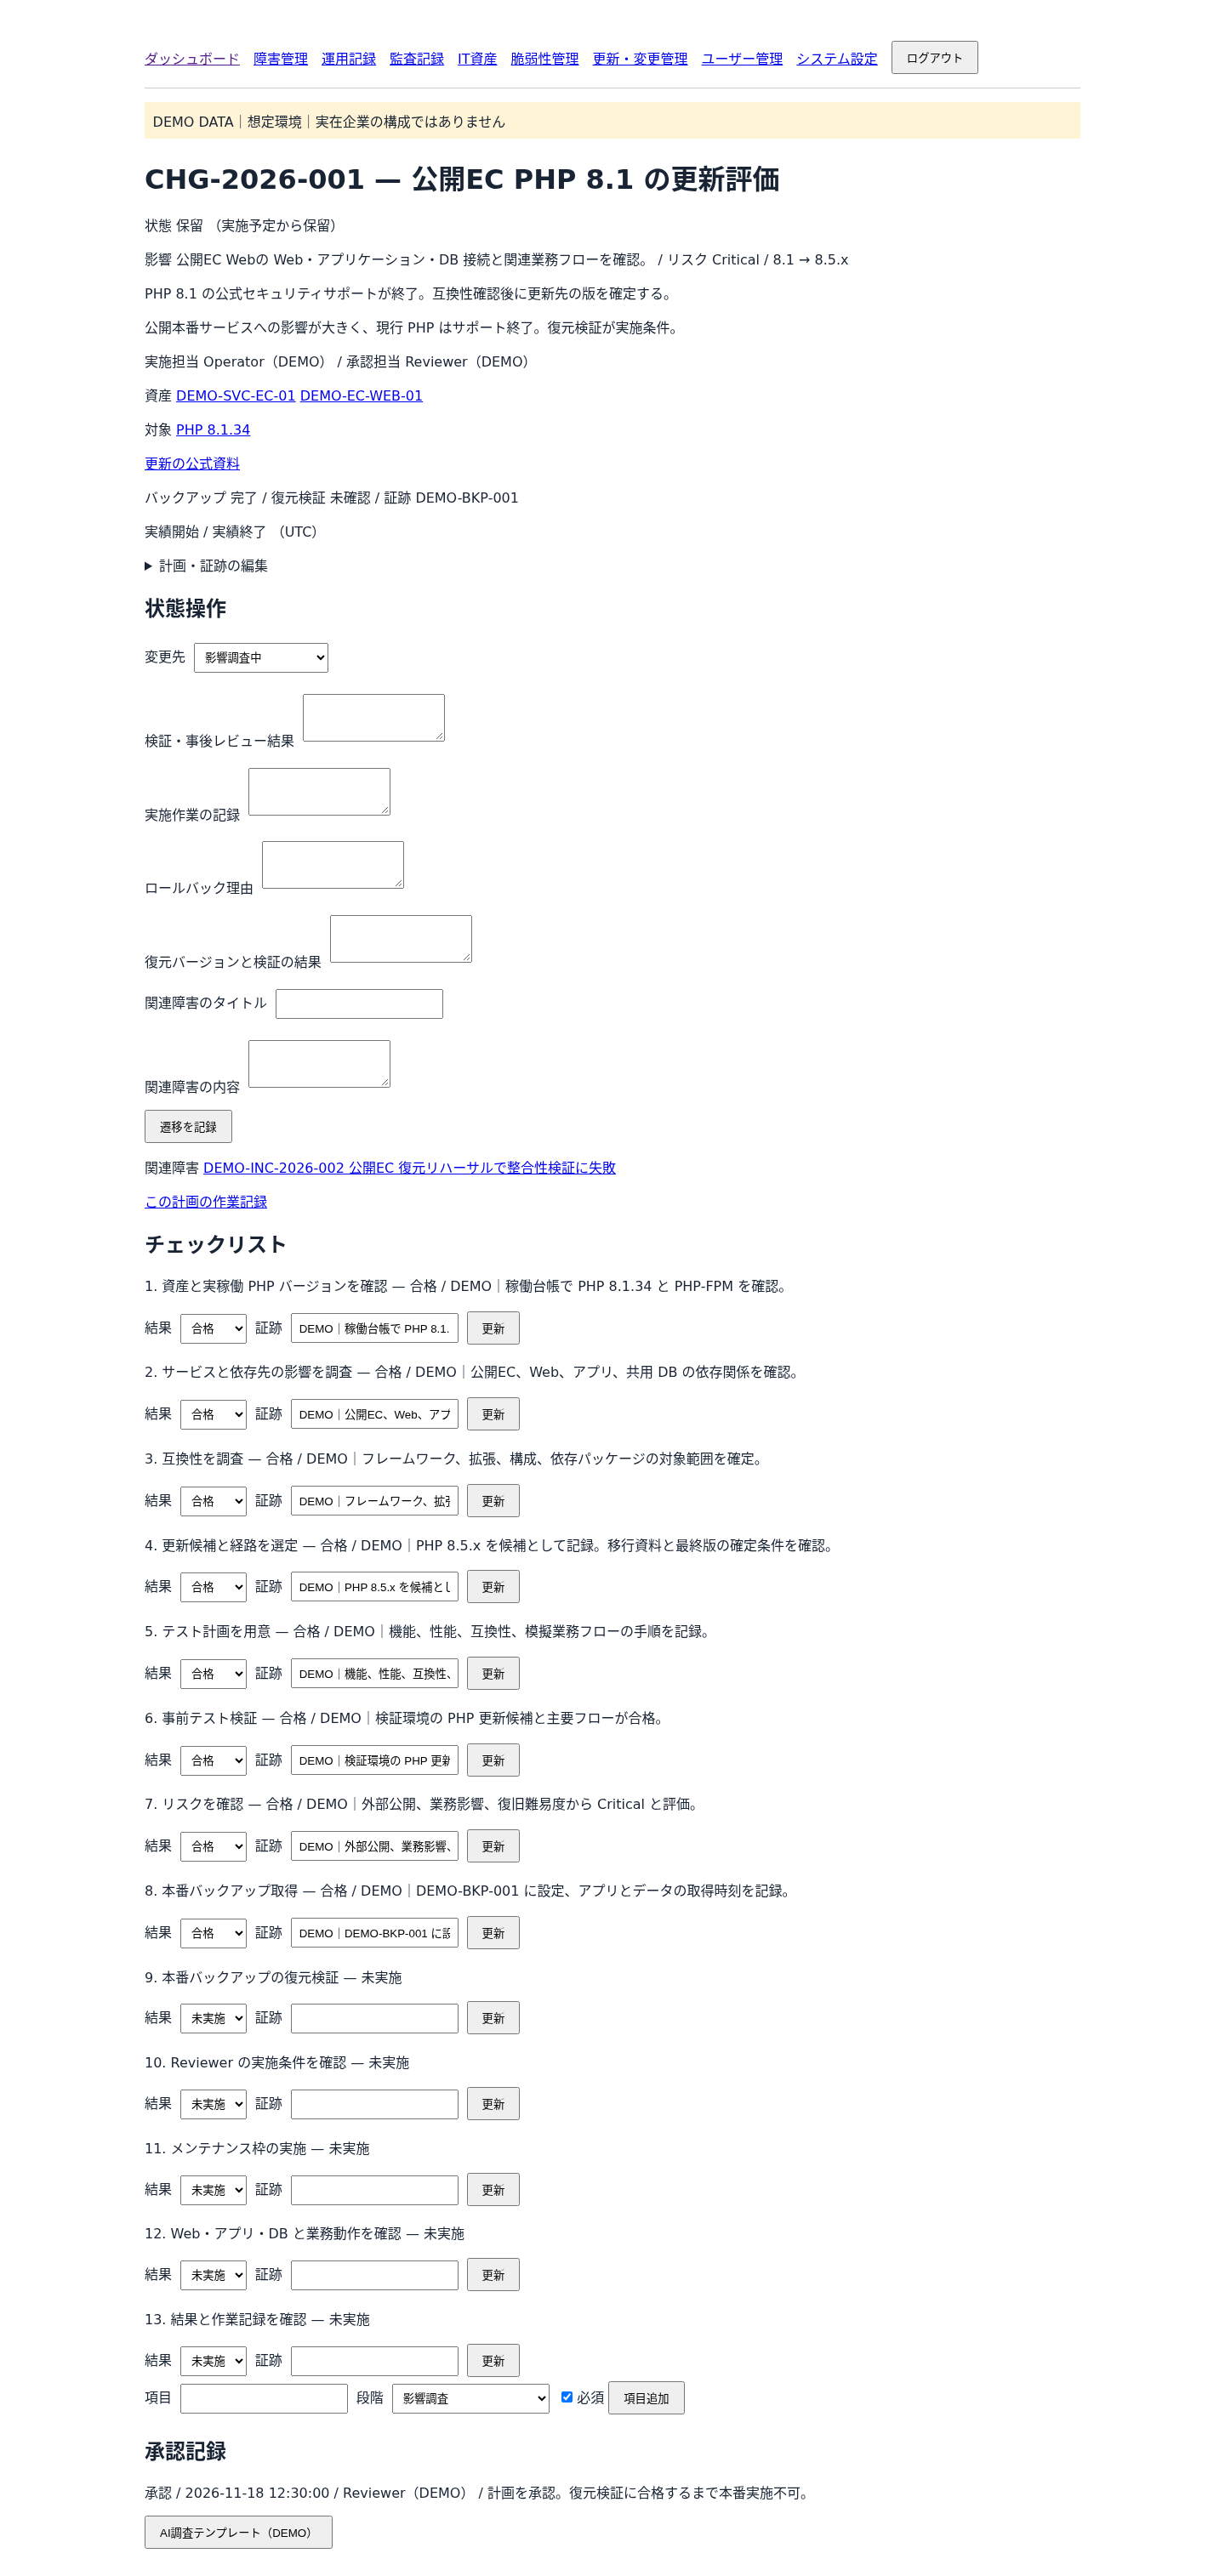 ダッシュボード 障害管理 運用記録 監査記録 IT資産 脆弱性管理 更新・変更管理 ユーザー管理 システム設定 ログアウト
DEMO DATA｜想定環境｜実在企業の構成ではありません
CHG-2026-001 — 公開EC PHP 8.1 の更新評価
状態 保留 （実施予定から保留）
影響 公開EC Webの Web・アプリケーション・DB 接続と関連業務フローを確認。 / リスク Critical / 8.1 → 8.5.x
PHP 8.1 の公式セキュリティサポートが終了。互換性確認後に更新先の版を確定する。
公開本番サービスへの影響が大きく、現行 PHP はサポート終了。復元検証が実施条件。
実施担当 Operator（DEMO） / 承認担当 Reviewer（DEMO）
資産 DEMO-SVC-EC-01 DEMO-EC-WEB-01
対象 PHP 8.1.34
更新の公式資料
バックアップ 完了 / 復元検証 未確認 / 証跡 DEMO-BKP-001
実績開始 / 実績終了 （UTC）
▶ 計画・証跡の編集
状態操作
変更先 影響調査中
検証・事後レビュー結果
実施作業の記録
ロールバック理由
復元バージョンと検証の結果
関連障害のタイトル
関連障害の内容
遷移を記録
関連障害 DEMO-INC-2026-002 公開EC 復元リハーサルで整合性検証に失敗
この計画の作業記録
チェックリスト
1. 資産と実稼働 PHP バージョンを確認 — 合格 / DEMO｜稼働台帳で PHP 8.1.34 と PHP-FPM を確認。
結果 合格 証跡 DEMO｜稼働台帳で PHP 8.1. 更新
2. サービスと依存先の影響を調査 — 合格 / DEMO｜公開EC、Web、アプリ、共用 DB の依存関係を確認。
結果 合格 証跡 DEMO｜公開EC、Web、アプ 更新
3. 互換性を調査 — 合格 / DEMO｜フレームワーク、拡張、構成、依存パッケージの対象範囲を確定。
結果 合格 証跡 DEMO｜フレームワーク、拡張 更新
4. 更新候補と経路を選定 — 合格 / DEMO｜PHP 8.5.x を候補として記録。移行資料と最終版の確定条件を確認。
結果 合格 証跡 DEMO｜PHP 8.5.x を候補とし 更新
5. テスト計画を用意 — 合格 / DEMO｜機能、性能、互換性、模擬業務フローの手順を記録。
結果 合格 証跡 DEMO｜機能、性能、互換性、 更新
6. 事前テスト検証 — 合格 / DEMO｜検証環境の PHP 更新候補と主要フローが合格。
結果 合格 証跡 DEMO｜検証環境の PHP 更新 更新
7. リスクを確認 — 合格 / DEMO｜外部公開、業務影響、復旧難易度から Critical と評価。
結果 合格 証跡 DEMO｜外部公開、業務影響、 更新
8. 本番バックアップ取得 — 合格 / DEMO｜DEMO-BKP-001 に設定、アプリとデータの取得時刻を記録。
結果 合格 証跡 DEMO｜DEMO-BKP-001 に設 更新
9. 本番バックアップの復元検証 — 未実施
結果 未実施 証跡 更新
10. Reviewer の実施条件を確認 — 未実施
結果 未実施 証跡 更新
11. メンテナンス枠の実施 — 未実施
結果 未実施 証跡 更新
12. Web・アプリ・DB と業務動作を確認 — 未実施
結果 未実施 証跡 更新
13. 結果と作業記録を確認 — 未実施
結果 未実施 証跡 更新
項目 段階 影響調査 必須 項目追加
承認記録
承認 / 2026-11-18 12:30:00 / Reviewer（DEMO） / 計画を承認。復元検証に合格するまで本番実施不可。
AI調査テンプレート（DEMO）